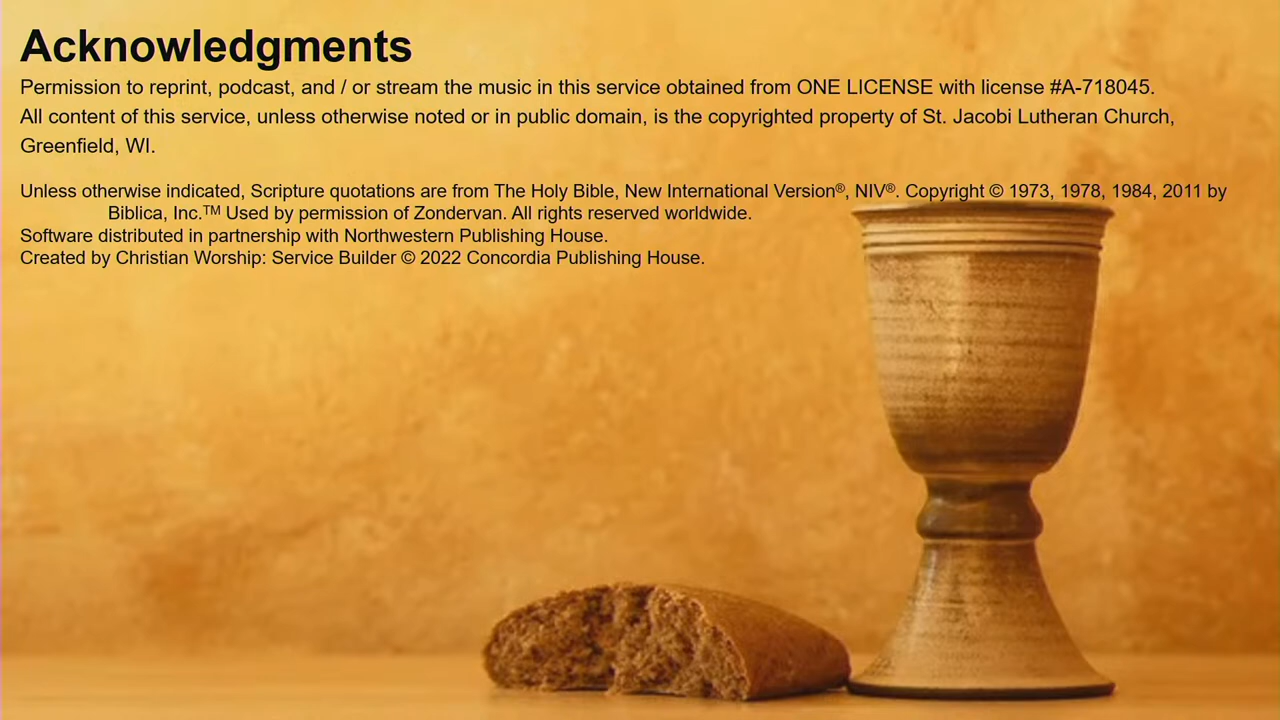 Acknowledgments
Permission to reprint, podcast, and / or stream the music in this service obtained from ONE LICENSE with license #A-718045.
All content of this service, unless otherwise noted or in public domain, is the copyrighted property of St. Jacobi Lutheran Church,
Greenfield, WI.
Unless otherwise indicated, Scripture quotations are from The Holy Bible, New International Version®, NIV®. Copyright © 1973, 1978, 1984, 2011 by
Biblica, Inc.™ Used by permission of Zondervan. All rights reserved worldwide.
Software distributed in partnership with Northwestern Publishing House.
Created by Christian Worship: Service Builder © 2022 Concordia Publishing House.